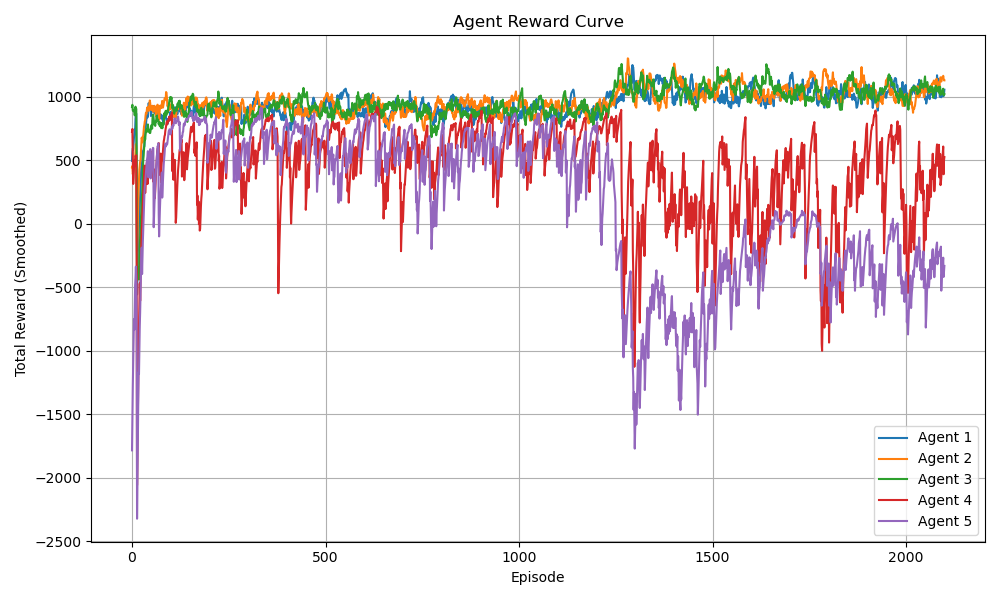 Agent Reward Curve
Total Reward (Smoothed)
1000
500
0
−500
−1000
−1500
−2000
−2500
0
500
1000
1500
2000
Episode
Agent 1
Agent 2
Agent 3
Agent 4
Agent 5